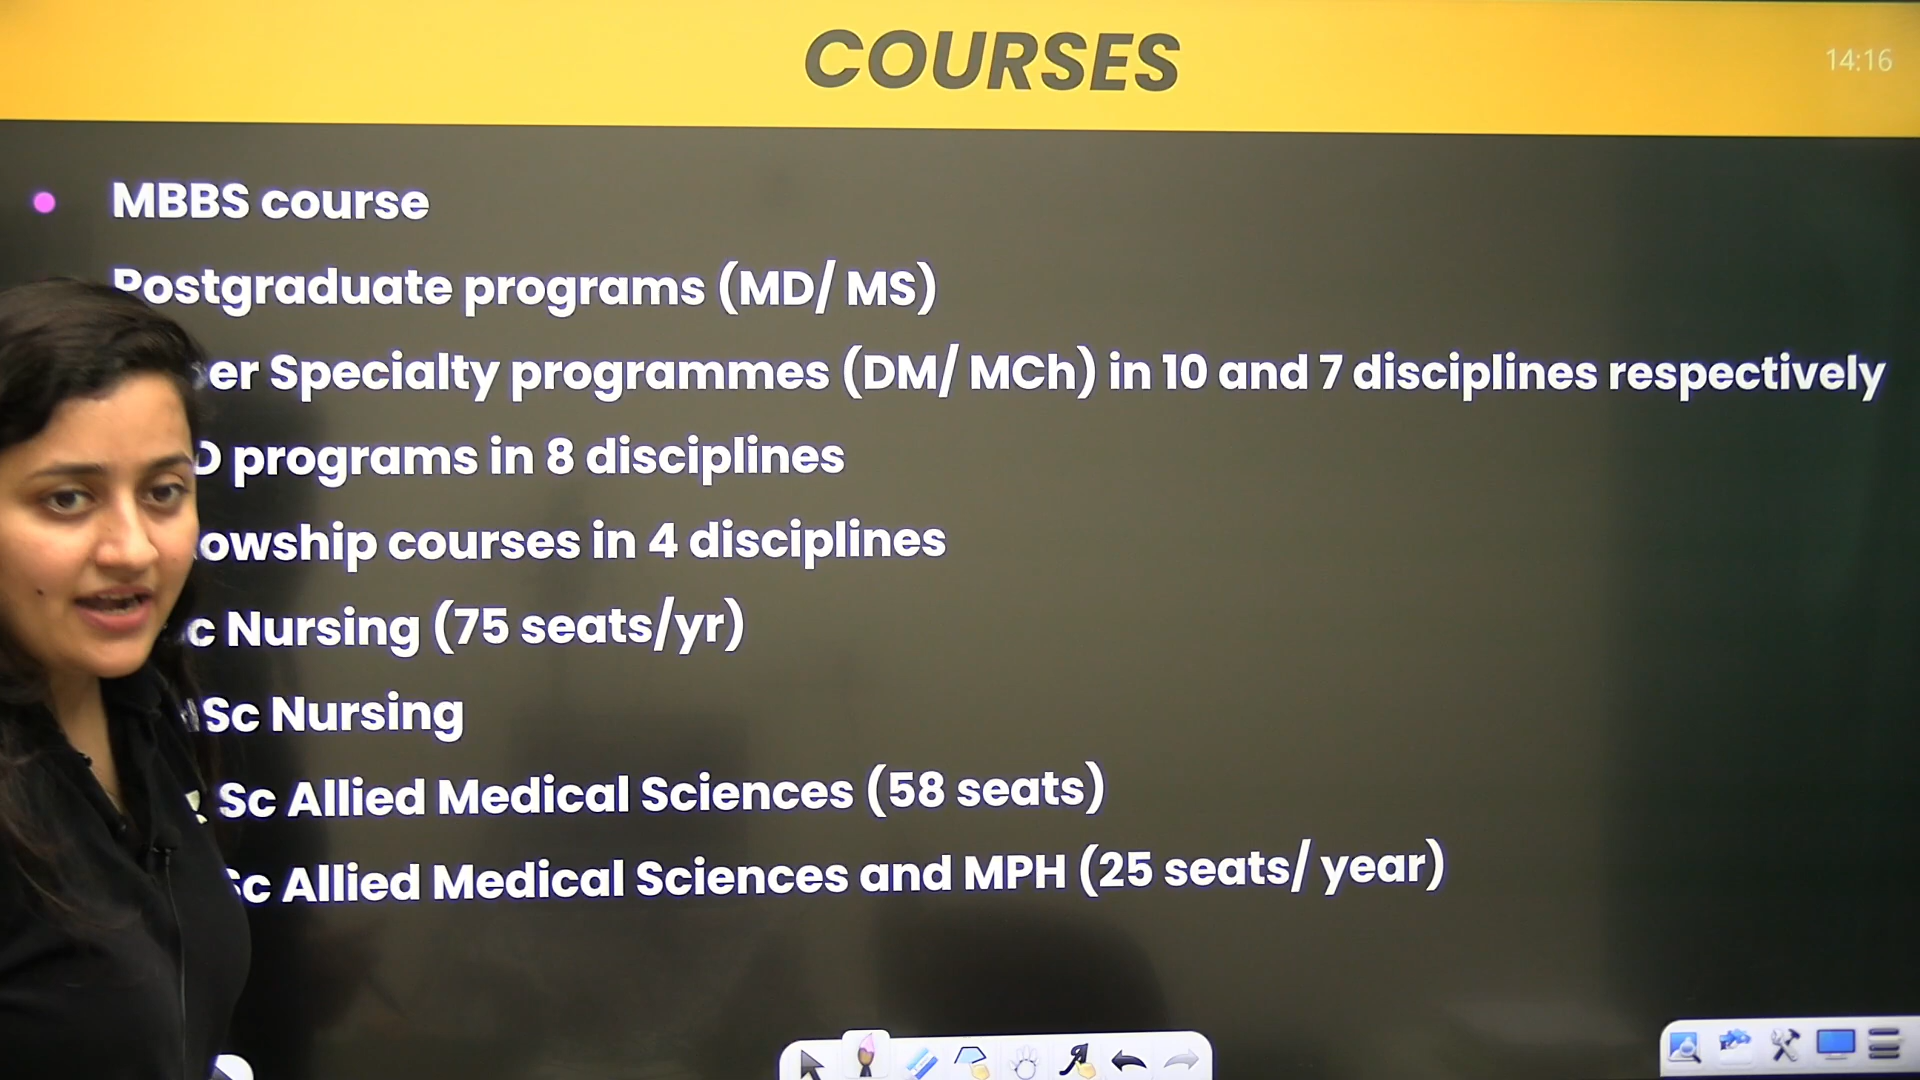 COURSES
14:16
MBBS course
Postgraduate programs (MD/ MS)
Specialty programmes (DM/ MCh) in 10 and 7 disciplines respectively
programs in 8 disciplines
courses in 4 disciplines
Nursing (75 seats/yr)
Sc Nursing
Sc Allied Medical Sciences (58 seats)
Sc Allied Medical Sciences and MPH (25 seats/ year)